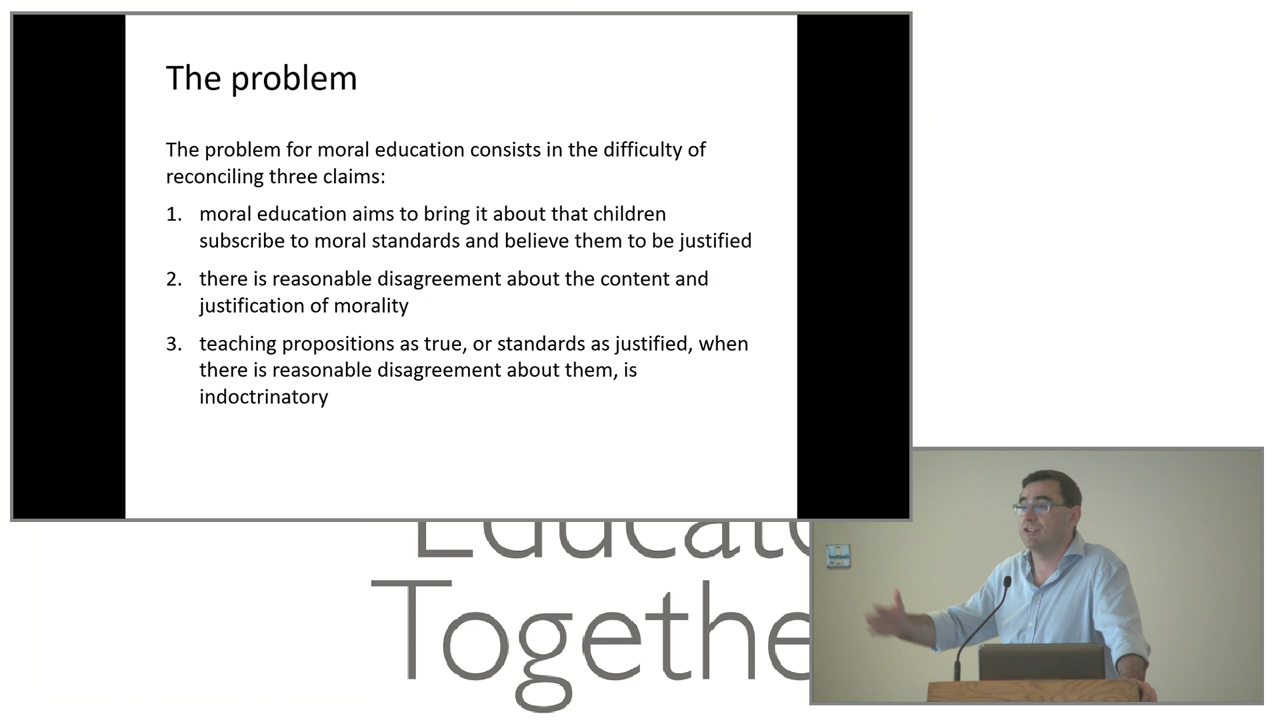 The problem
The problem for moral education consists in the difficulty of
reconciling three claims:
1. moral education aims to bring it about that children
subscribe to moral standards and believe them to be justified
2. there is reasonable disagreement about the content and
justification of morality
3. teaching propositions as true, or standards as justified, when
there is reasonable disagreement about them, is
indoctrinatory
Educato
Togethe